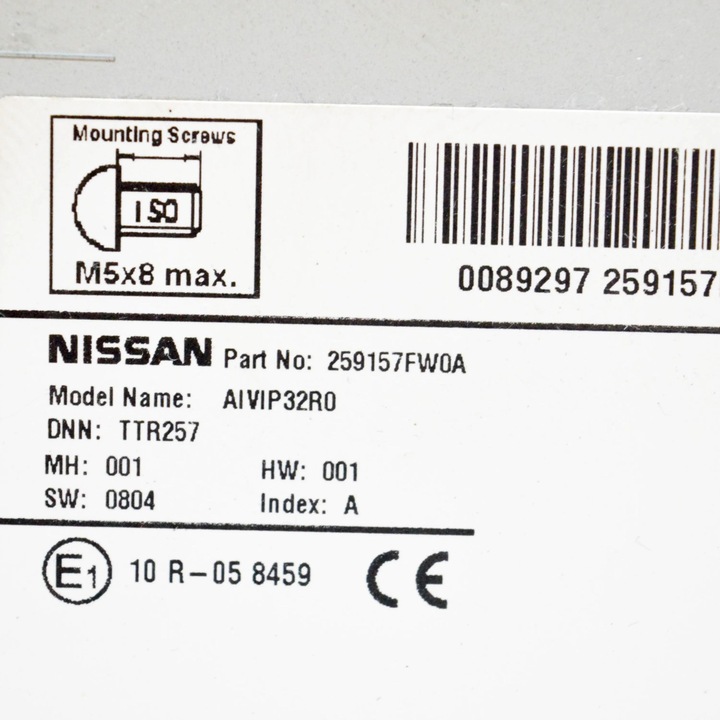 Mounting Screws
ISO
M5x8 max.
0089297 259157
NISSAN Part No: 259157FW0A
Model Name: AIVIP32R0
DNN: TTR257
MH: 001 HW: 001
SW: 0804 Index: A
E1 10 R-05 8459 CE